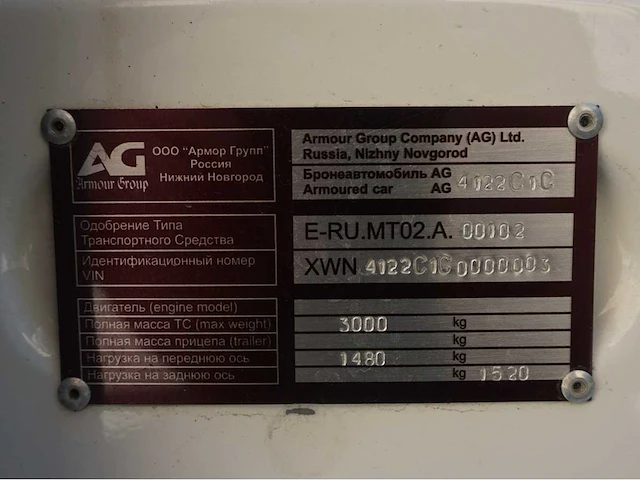 AG
Armour Group
ООО "Армор Групп"
Россия
Нижний Новгород
Armour Group Company (AG) Ltd.
Russia, Nizhny Novgorod
Бронеавтомобиль AG
Armoured car AG 4122C1C
Одобрение Типа
Транспортного Средства
E-RU.MT02.A. 00102
Идентификационный номер
VIN
XWN 4122C1C0000003
Двигатель (engine model)
Полная масса ТС (max weight) 3000 kg
Полная масса прицепа (trailer) kg
Нагрузка на переднюю ось 1480 kg
Нагрузка на заднюю ось kg 1520